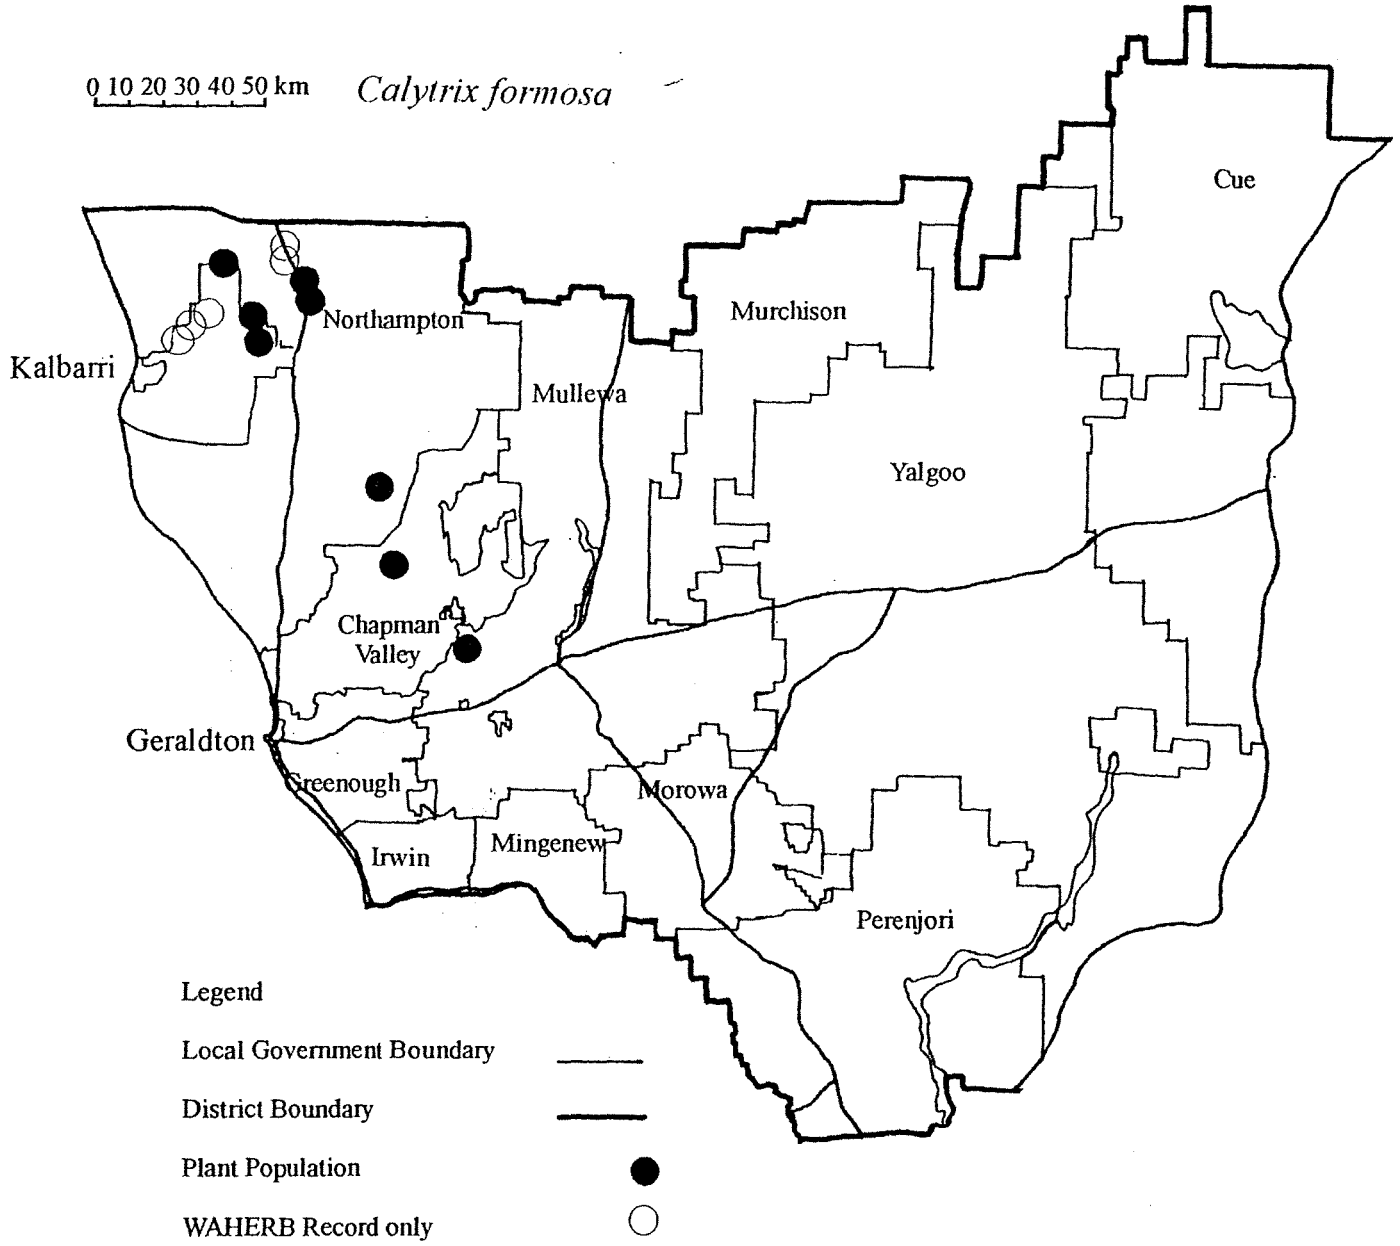 0 10 20 30 40 50 km
Calytrix formosa
Cue
Murchison
Northampton
Kalbarri
Mullewa
Yalgoo
Chapman
Valley
Geraldton
Greenough
Morowa
Irwin
Mingenew
Perenjori
Legend
Local Government Boundary
District Boundary
Plant Population
WAHERB Record only